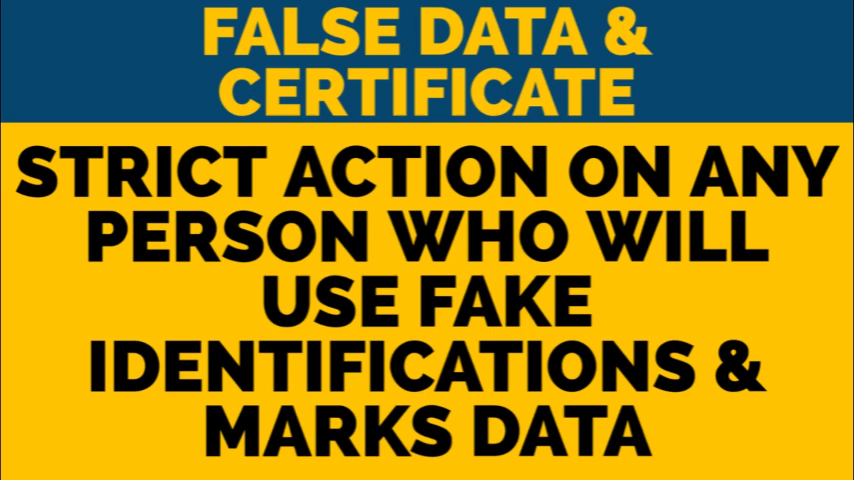 FALSE DATA &
CERTIFICATE
STRICT ACTION ON ANY
PERSON WHO WILL
USE FAKE
IDENTIFICATIONS &
MARKS DATA